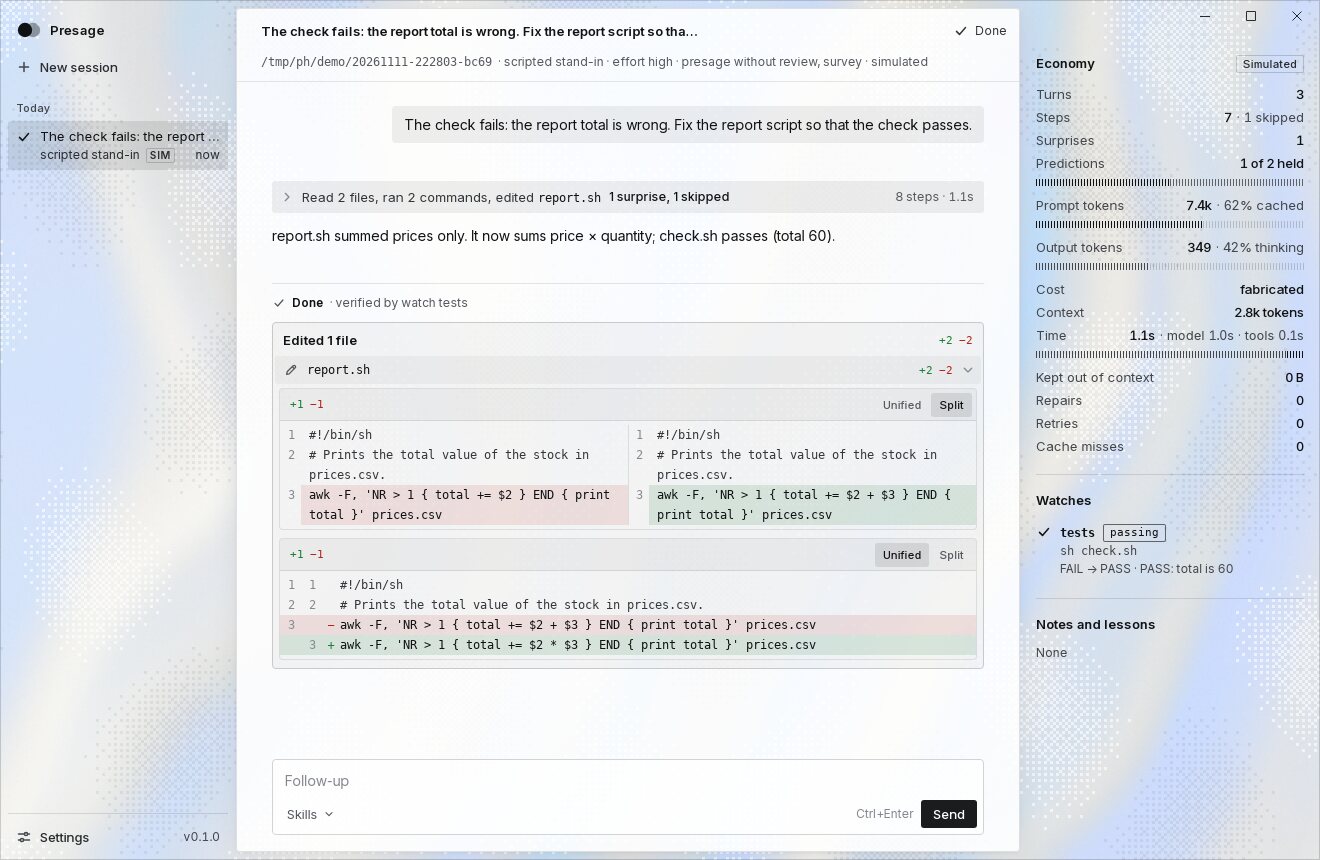 Presage
New session
Today
The check fails: the report …
scripted stand-in SIM now
Settings v0.1.0
The check fails: the report total is wrong. Fix the report script so tha… Done
/tmp/ph/demo/20261111-222803-bc69 · scripted stand-in · effort high · presage without review, survey · simulated
The check fails: the report total is wrong. Fix the report script so that the check passes.
Read 2 files, ran 2 commands, edited report.sh 1 surprise, 1 skipped 8 steps · 1.1s
report.sh summed prices only. It now sums price × quantity; check.sh passes (total 60).
Done · verified by watch tests
Edited 1 file +2 −2
report.sh +2 −2
+1 −1 Unified Split
1 #!/bin/sh
2 # Prints the total value of the stock in
prices.csv.
3 awk -F, 'NR > 1 { total += $2 } END { print
total }' prices.csv
1 #!/bin/sh
2 # Prints the total value of the stock in
prices.csv.
3 awk -F, 'NR > 1 { total += $2 + $3 } END {
print total }' prices.csv
+1 −1 Unified Split
1 1 #!/bin/sh
2 2 # Prints the total value of the stock in prices.csv.
3 − awk -F, 'NR > 1 { total += $2 + $3 } END { print total }' prices.csv
3 + awk -F, 'NR > 1 { total += $2 * $3 } END { print total }' prices.csv
Follow-up
Skills Ctrl+Enter Send
Economy Simulated
Turns 3
Steps 7 · 1 skipped
Surprises 1
Predictions 1 of 2 held
Prompt tokens 7.4k · 62% cached
Output tokens 349 · 42% thinking
Cost fabricated
Context 2.8k tokens
Time 1.1s · model 1.0s · tools 0.1s
Kept out of context 0 B
Repairs 0
Retries 0
Cache misses 0
Watches
tests passing
sh check.sh
FAIL → PASS · PASS: total is 60
Notes and lessons
None